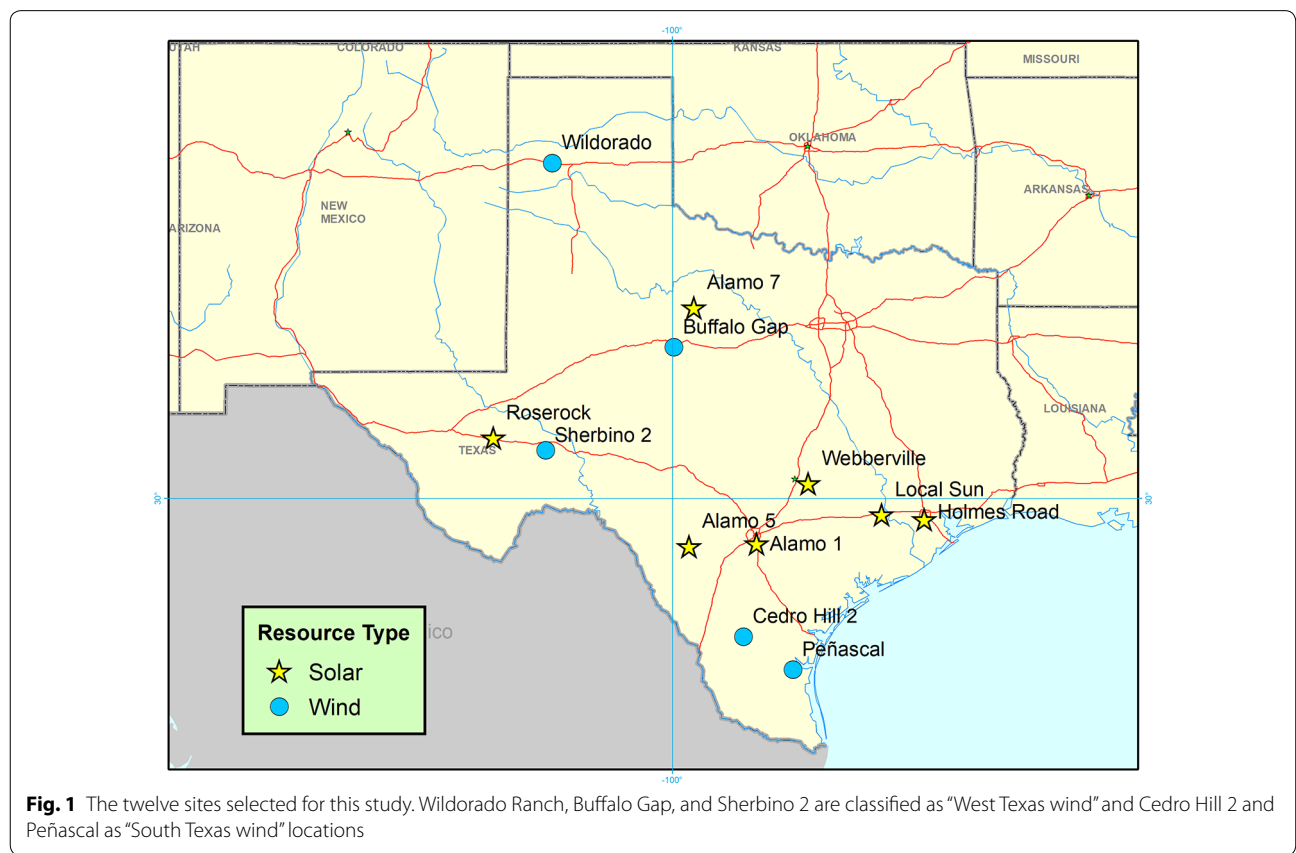 -100°
UTAH
COLORADO
KANSAS
MISSOURI
Wildorado
OKLAHOMA
ARKANSAS
NEW
MEXICO
ARIZONA
Alamo 7
Buffalo Gap
LOUISIANA
Roserock
Sherbino 2
TEXAS
Webberville
Local Sun
30°
30°
Holmes Road
Alamo 5
Alamo 1
Cedro Hill 2
Peñascal
Resource Type
ico
Solar
Wind
-100°
Fig. 1 The twelve sites selected for this study. Wildorado Ranch, Buffalo Gap, and Sherbino 2 are classified as “West Texas wind” and Cedro Hill 2 and
Peñascal as “South Texas wind” locations